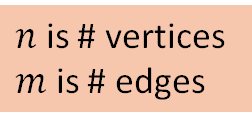 𝑛 is # vertices
𝑚 is # edges